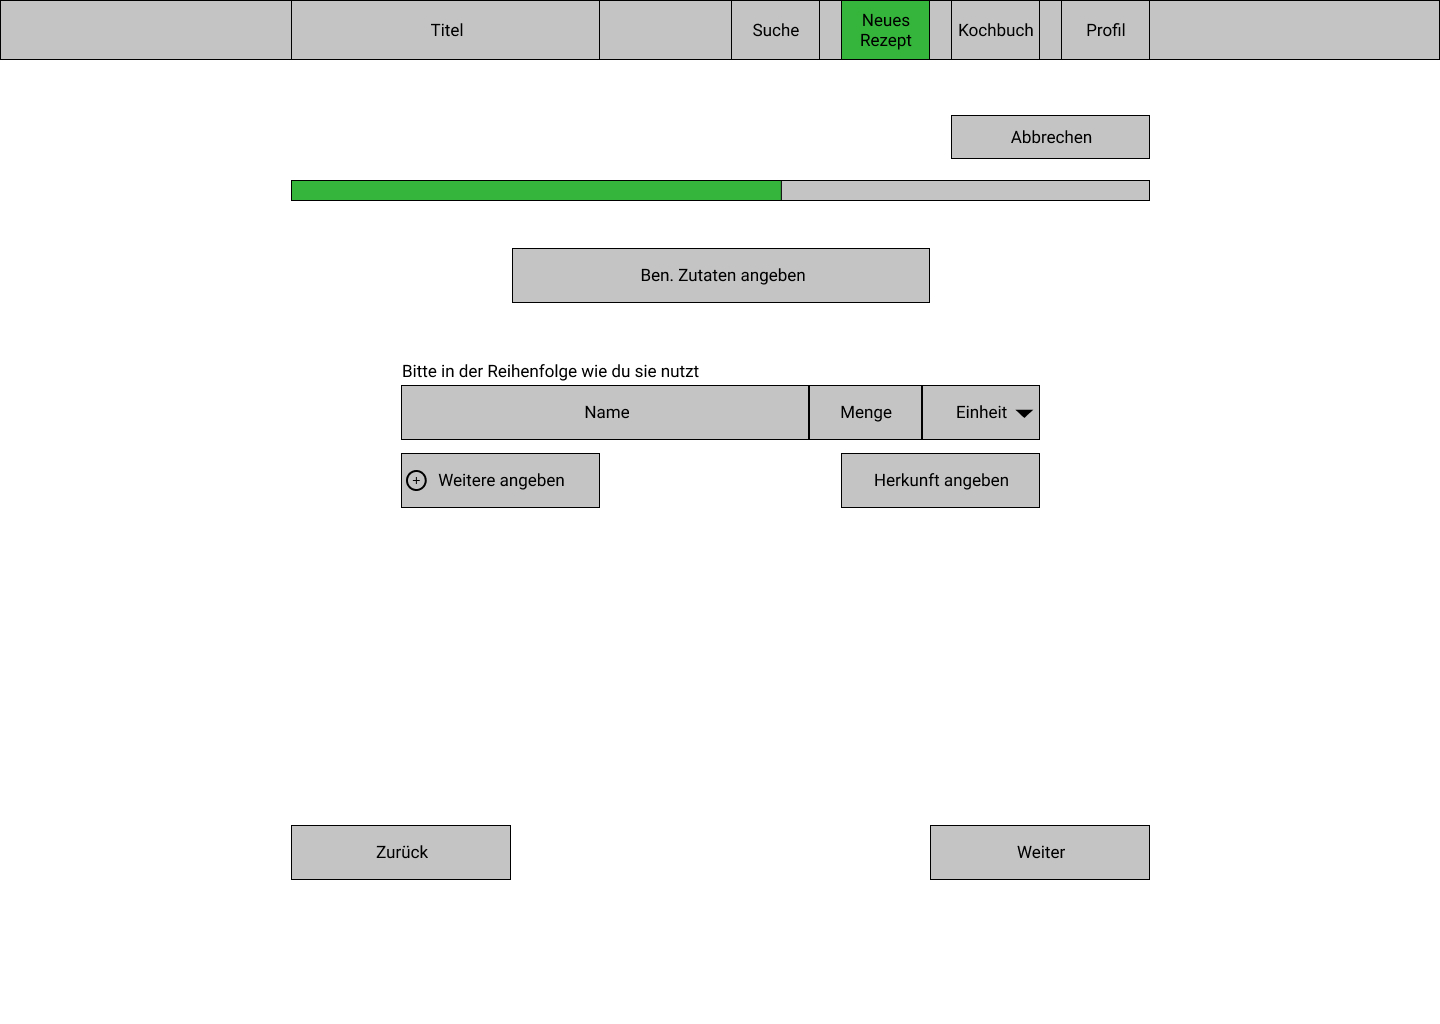 Titel
Suche
Neues
Rezept
Kochbuch
Profil
Abbrechen
Ben. Zutaten angeben
Bitte in der Reihenfolge wie du sie nutzt
Name
Menge
Einheit
+ Weitere angeben
Herkunft angeben
Zurück
Weiter